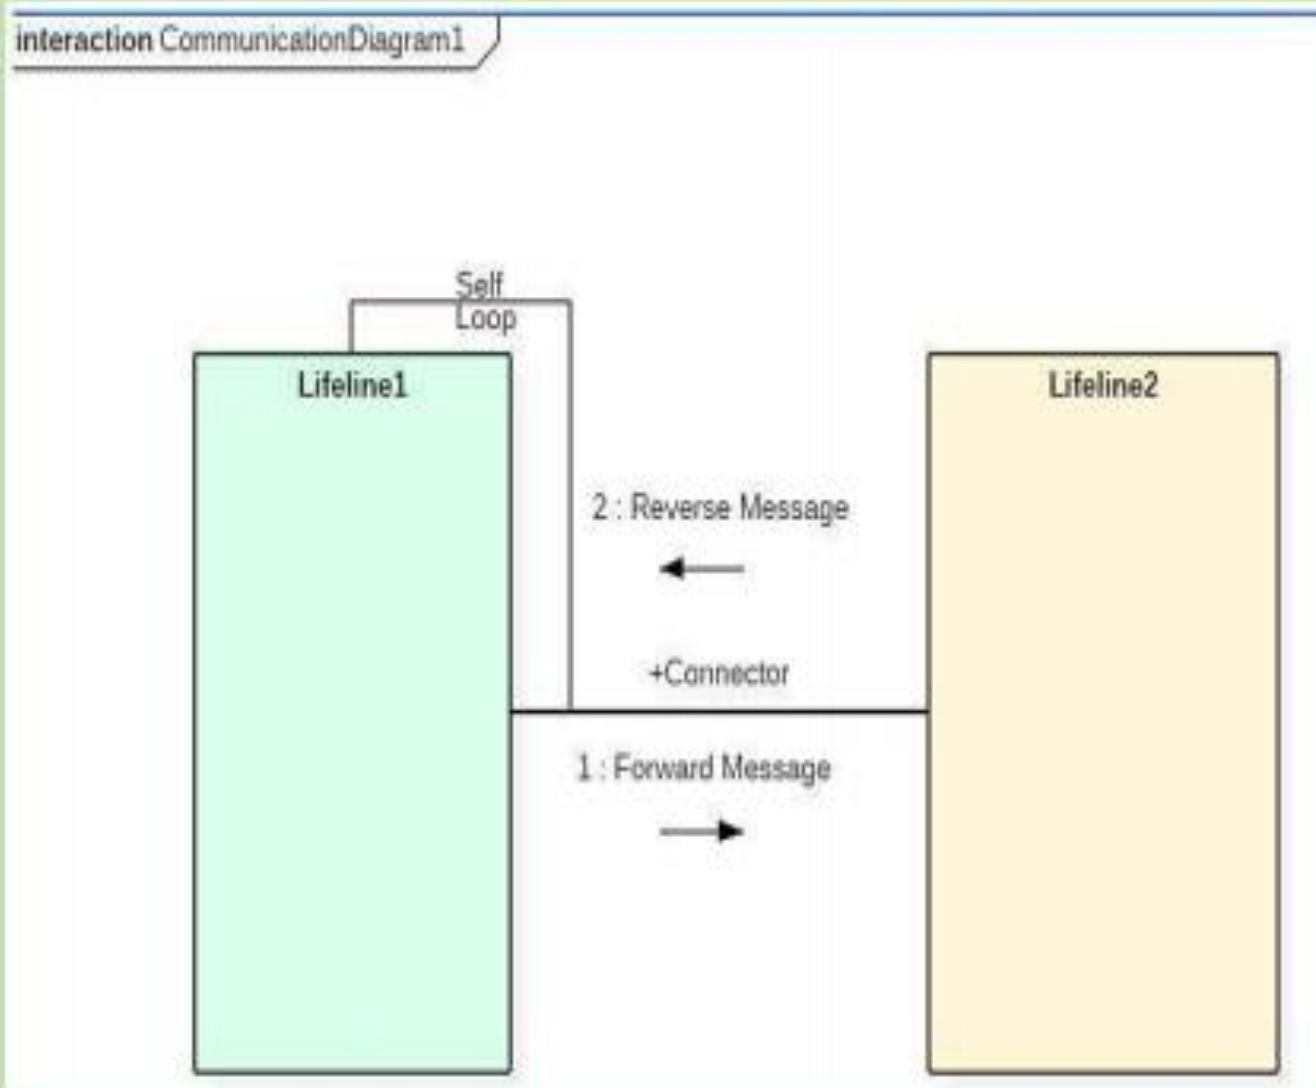 interaction CommunicationDiagram1
Self
Loop
Lifeline1
Lifeline2
2 : Reverse Message
+Connector
1 : Forward Message